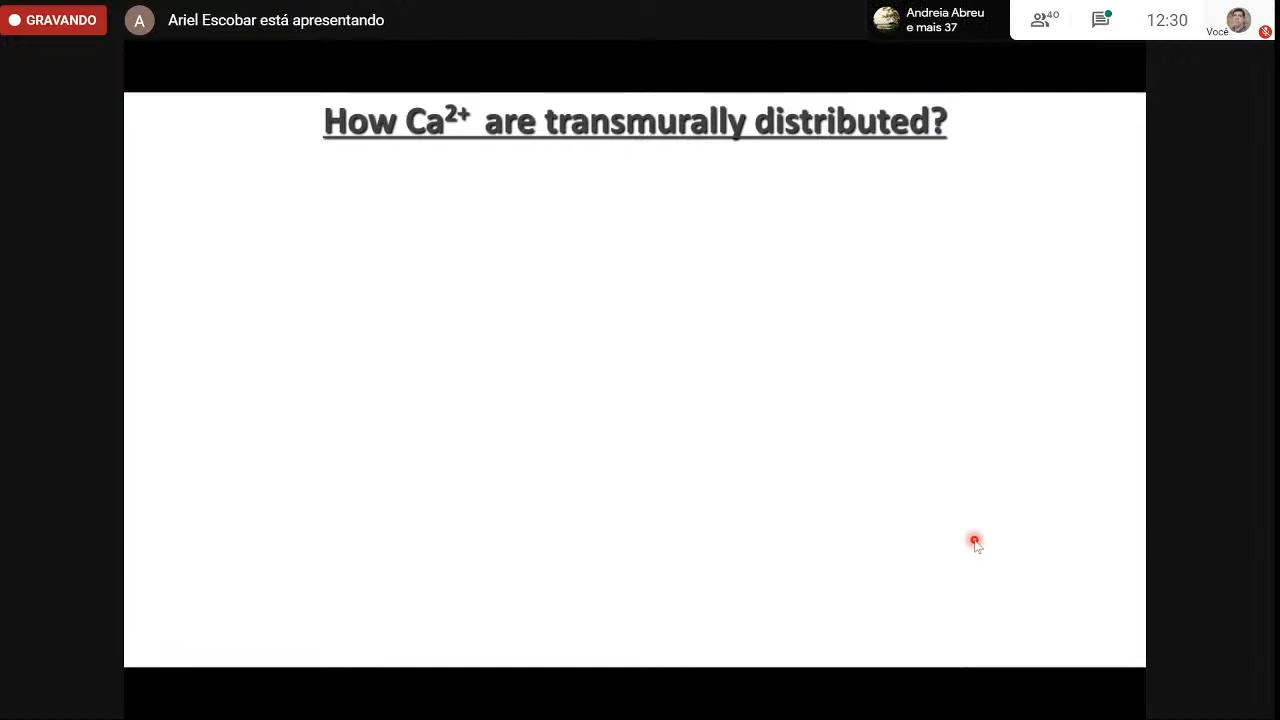 GRAVANDO
A
Ariel Escobar está apresentando
Andreia Abreu
e mais 37
40
12:30
Você
How Ca²⁺ are transmurally distributed?